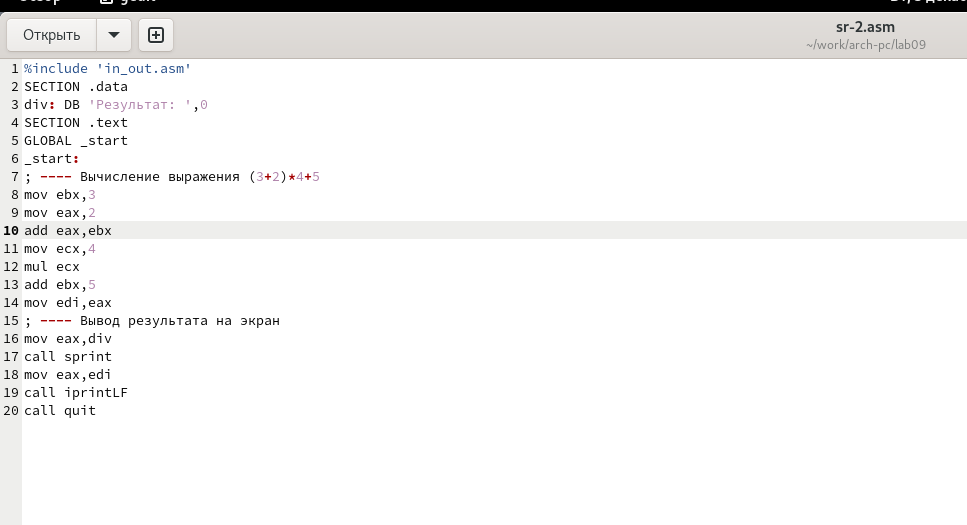 Открыть
sr-2.asm
~/work/arch-pc/lab09
1 %include 'in_out.asm'
2 SECTION .data
3 div: DB 'Результат: ',0
4 SECTION .text
5 GLOBAL _start
6 _start:
7 ; ---- Вычисление выражения (3+2)*4+5
8 mov ebx,3
9 mov eax,2
10 add eax,ebx
11 mov ecx,4
12 mul ecx
13 add ebx,5
14 mov edi,eax
15 ; ---- Вывод результата на экран
16 mov eax,div
17 call sprint
18 mov eax,edi
19 call iprintLF
20 call quit